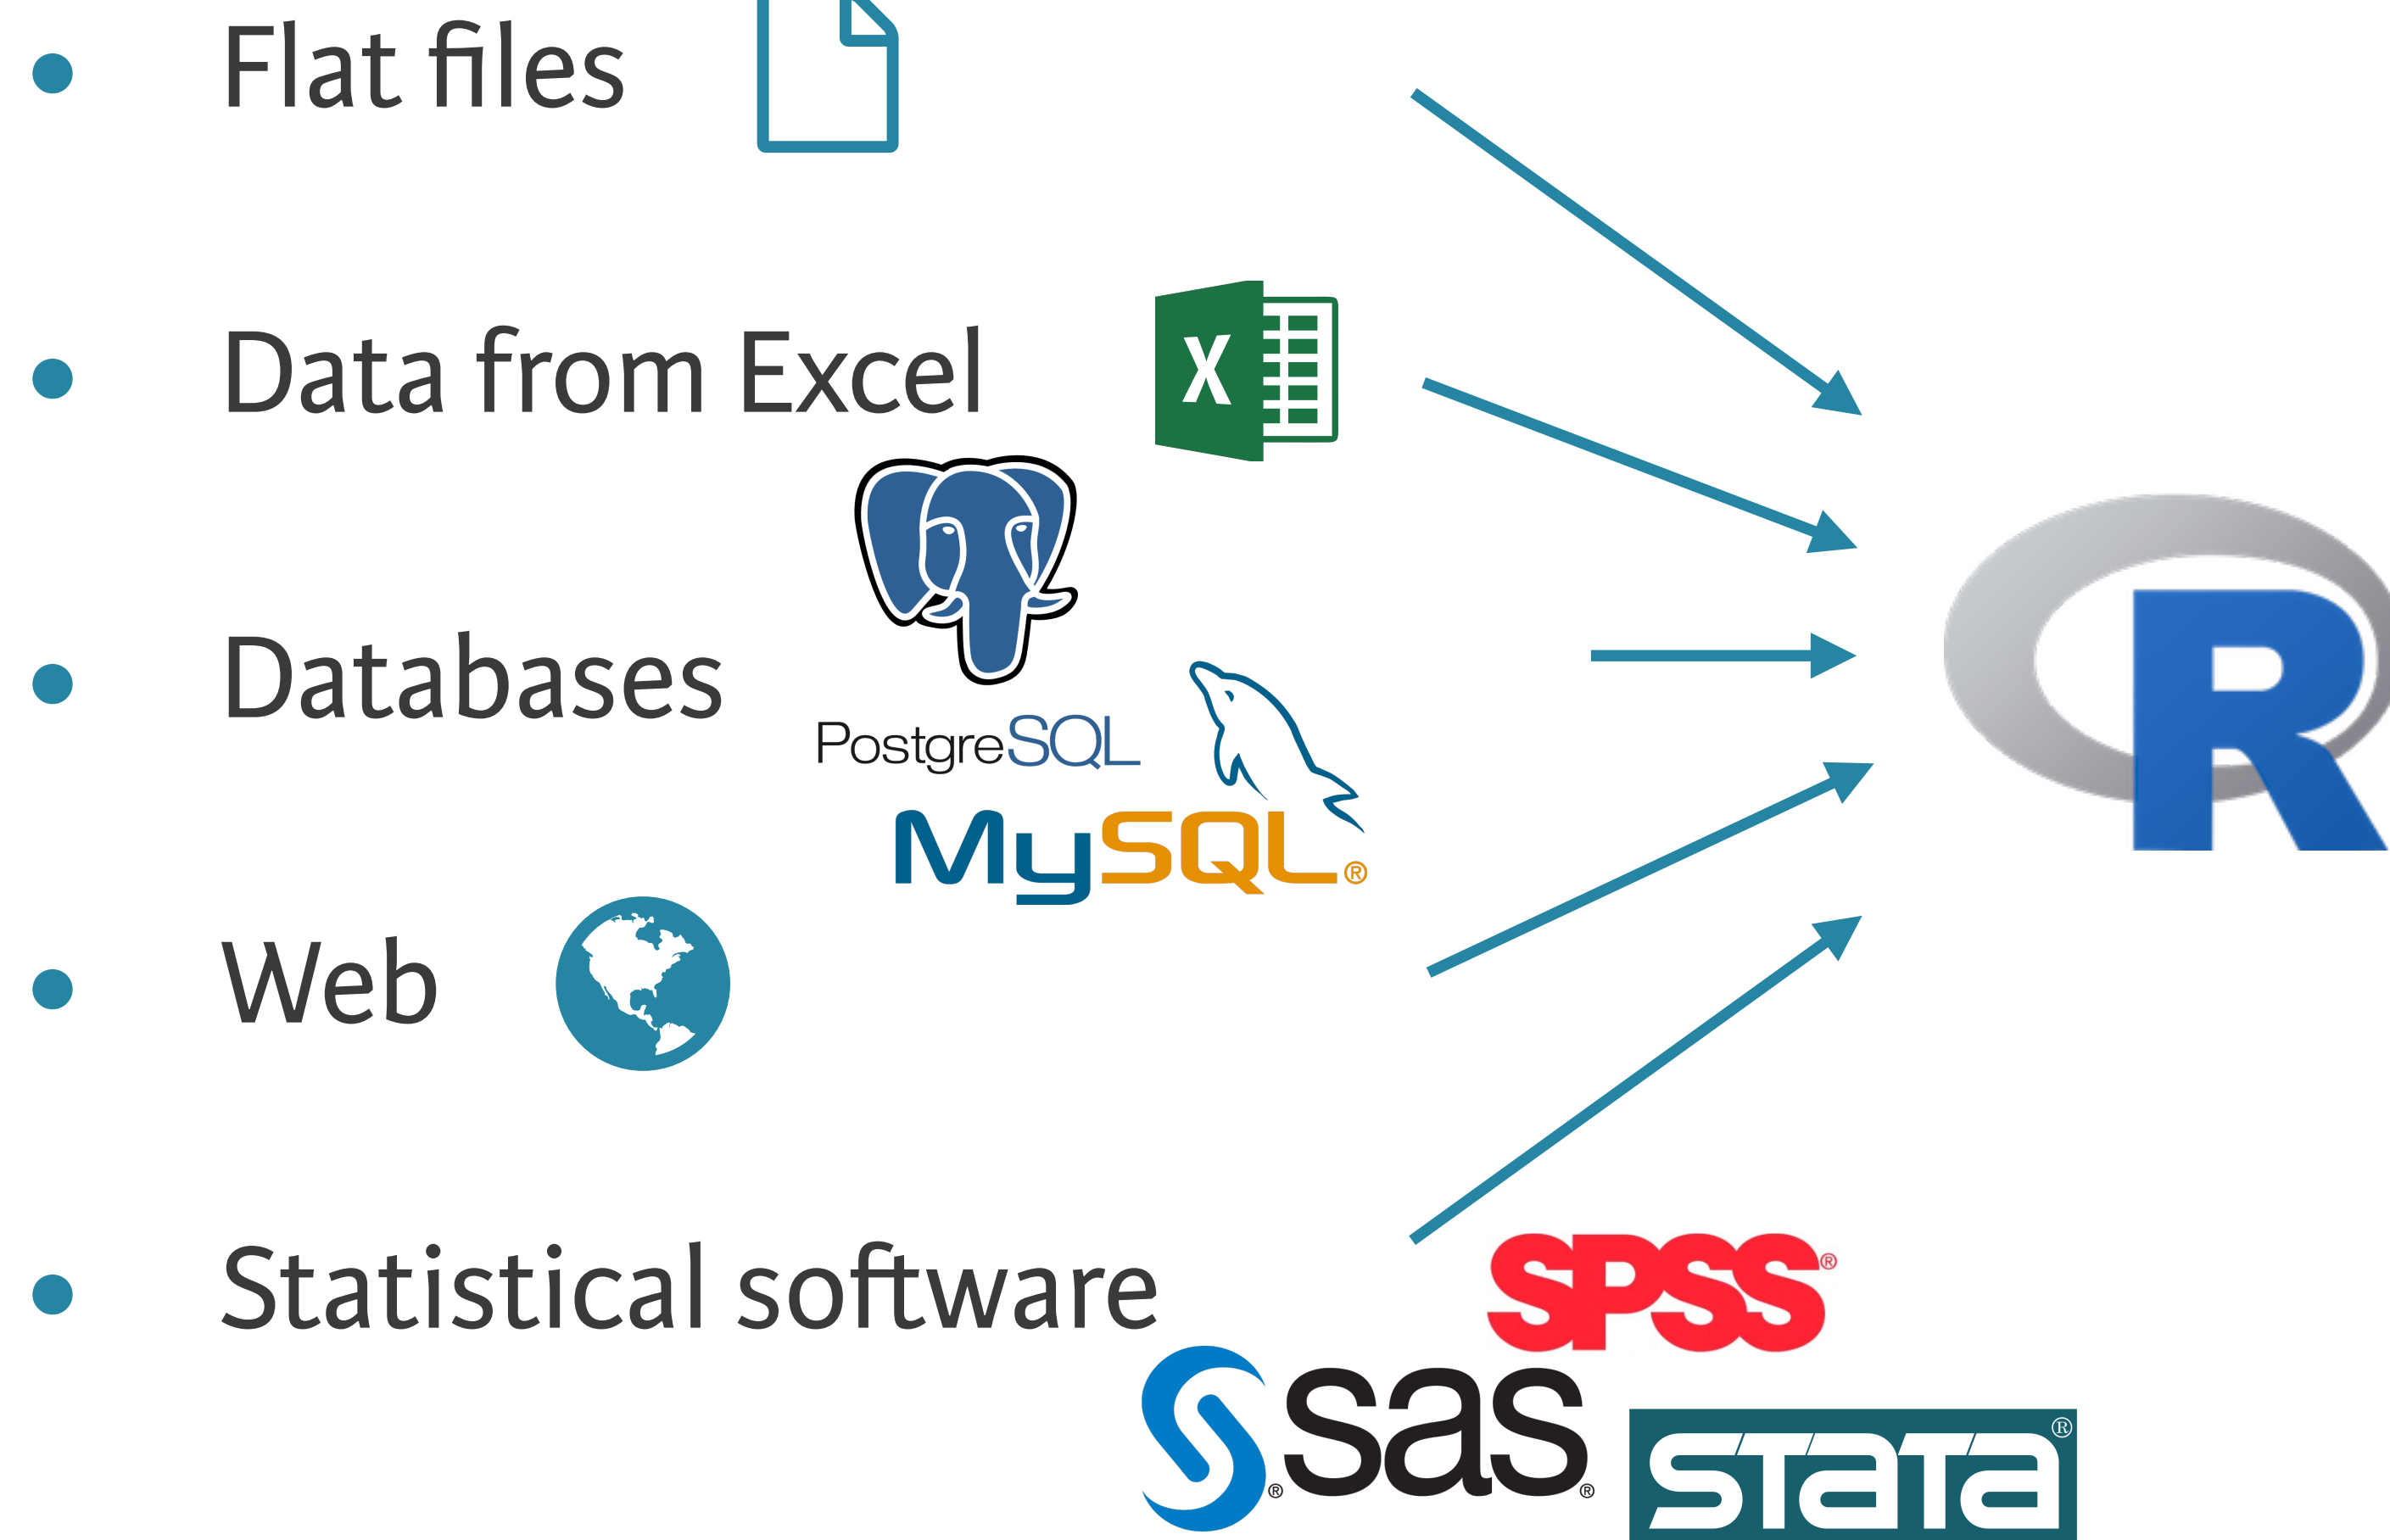 Flat files
Data from Excel
X
Databases
PostgreSQL
MySQL®
Web
Statistical software
SPSS®
sas®
STATA®
R